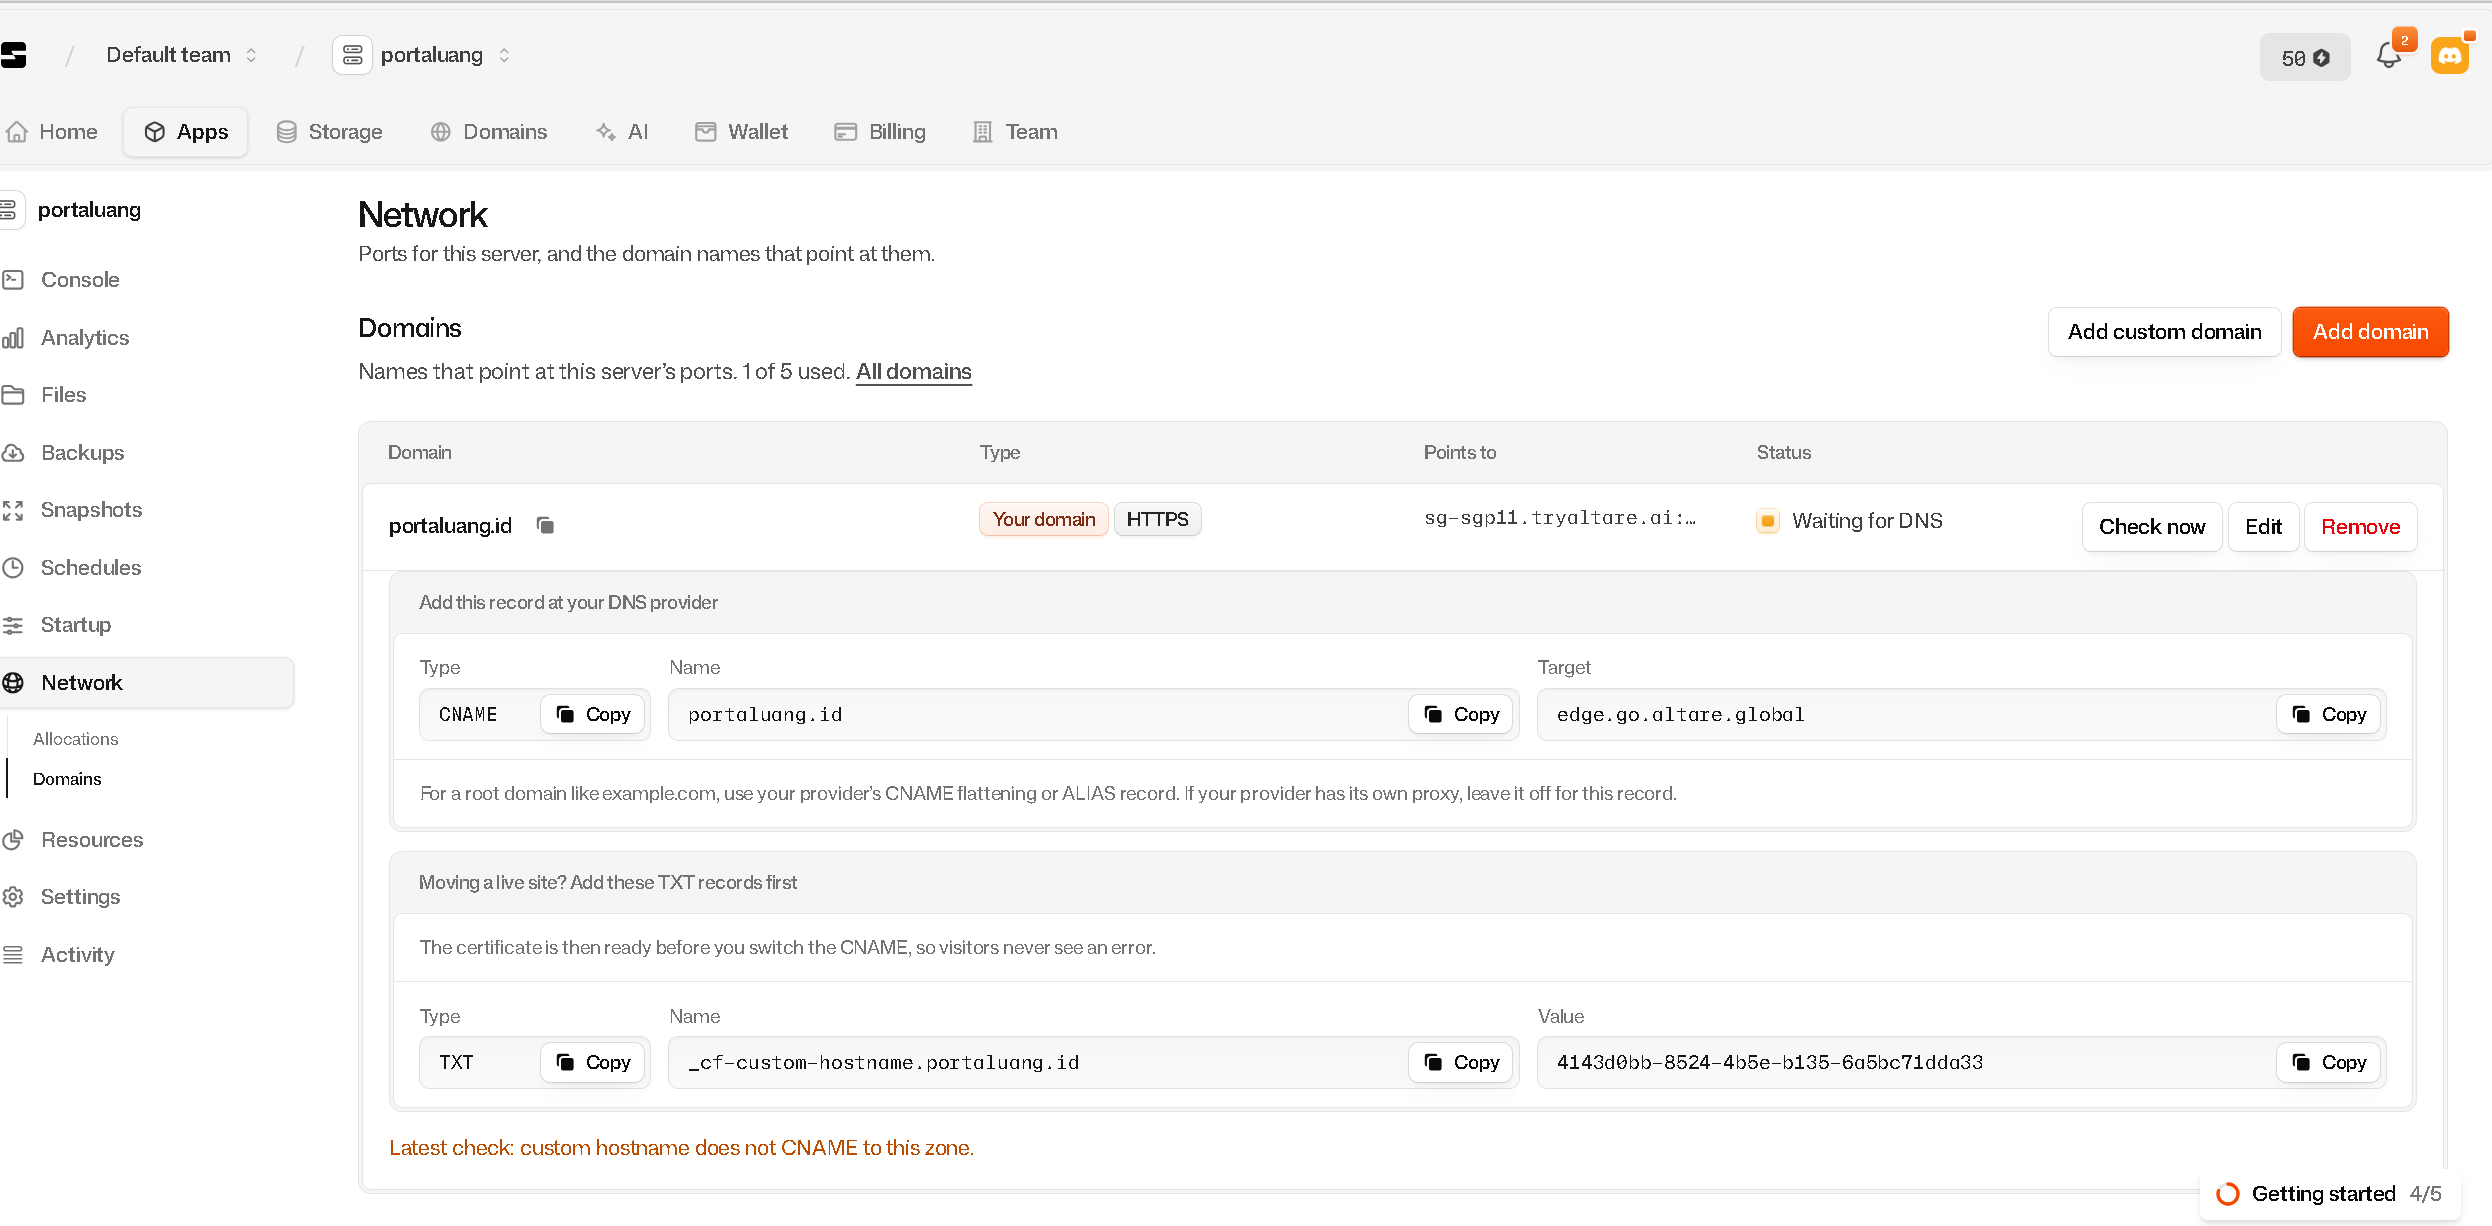 / Default team / portaluang
50
2
Home Apps Storage Domains AI Wallet Billing Team
portaluang
Console
Analytics
Files
Backups
Snapshots
Schedules
Startup
Network
Allocations
Domains
Resources
Settings
Activity
Network
Ports for this server, and the domain names that point at them.
Domains
Names that point at this server's ports. 1 of 5 used. All domains
Add custom domain Add domain
Domain Type Points to Status
portaluang.id Your domain HTTPS sg-sgp11.tryaltare.ai:… Waiting for DNS Check now Edit Remove
Add this record at your DNS provider
Type Name Target
CNAME Copy portaluang.id Copy edge.go.altare.global Copy
For a root domain like example.com, use your provider's CNAME flattening or ALIAS record. If your provider has its own proxy, leave it off for this record.
Moving a live site? Add these TXT records first
The certificate is then ready before you switch the CNAME, so visitors never see an error.
Type Name Value
TXT Copy _cf-custom-hostname.portaluang.id Copy 4143d0bb-8524-4b5e-b135-6a5bc71dda33 Copy
Latest check: custom hostname does not CNAME to this zone.
Getting started 4/5